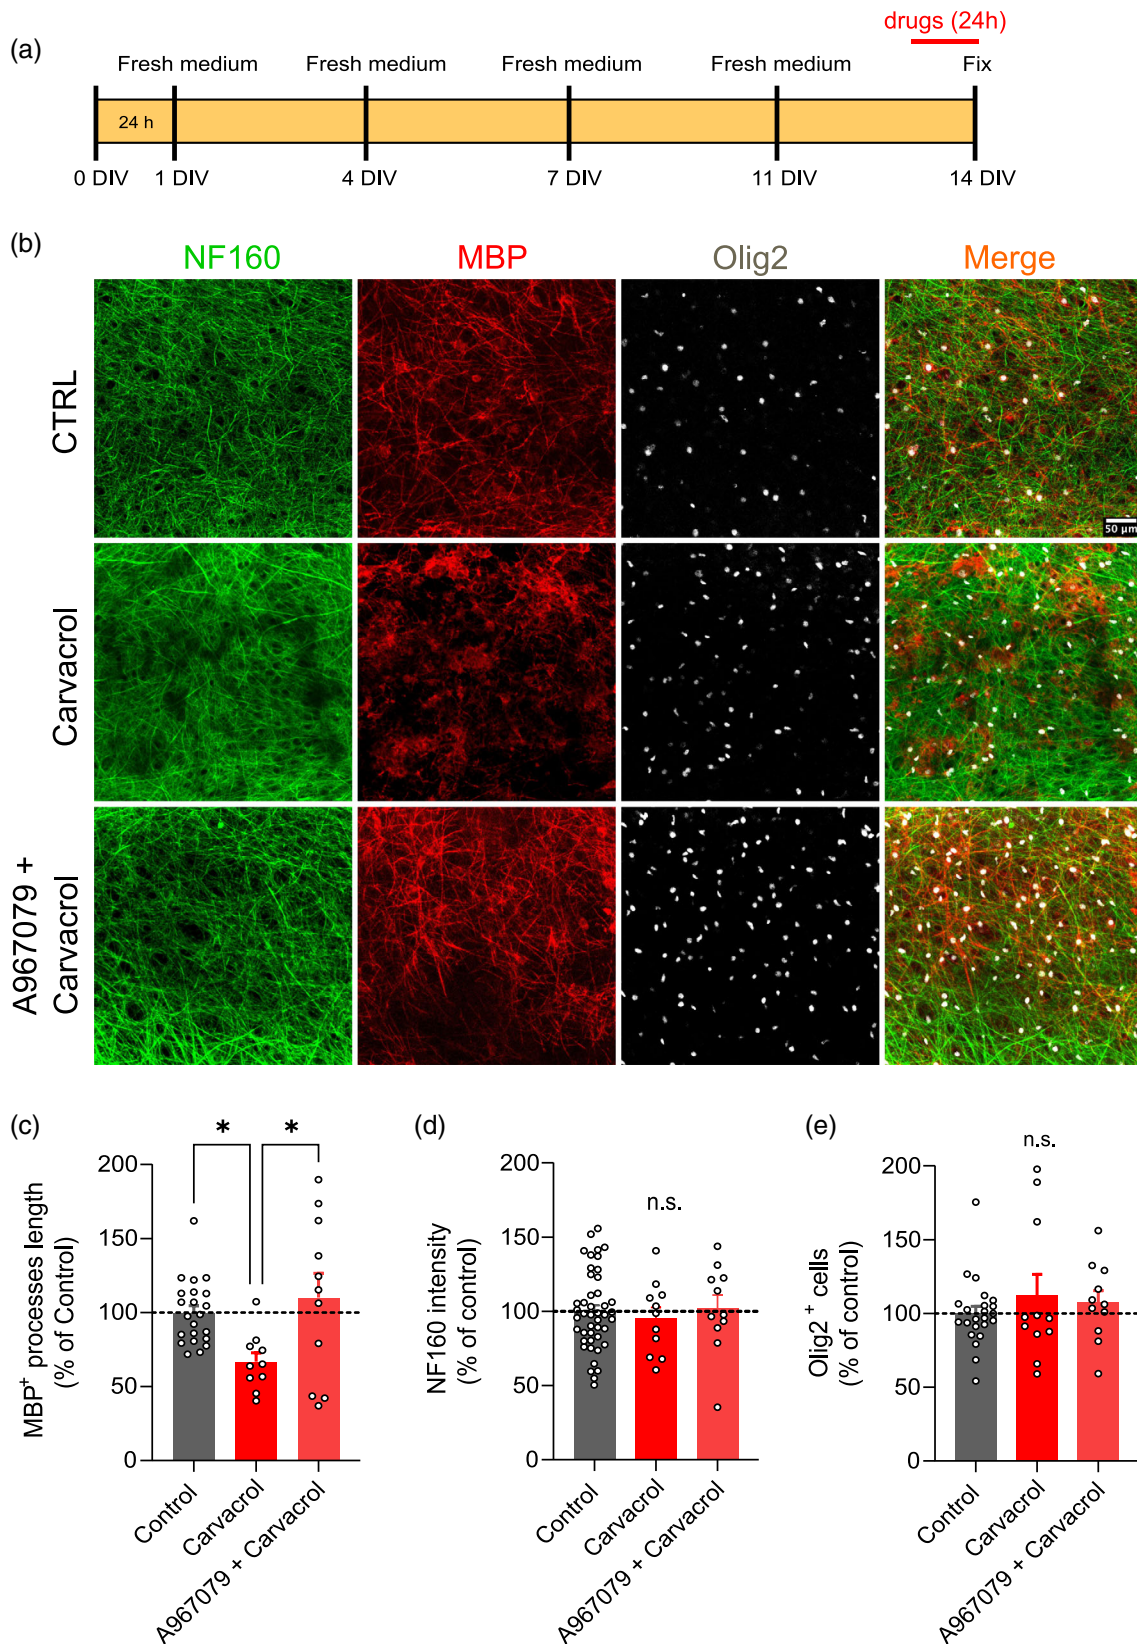 (a)
drugs (24h)
Fresh medium Fresh medium Fresh medium Fresh medium Fix
24 h
0 DIV 1 DIV 4 DIV 7 DIV 11 DIV 14 DIV
(b)
NF160 MBP Olig2 Merge
CTRL
50 µm
Carvacrol
A967079 +
Carvacrol
(c)
* *
MBP+ processes length
(% of Control)
200
150
100
50
0
Control
Carvacrol
A967079 + Carvacrol
(d)
n.s.
NF160 intensity
(% of control)
200
150
100
50
0
Control
Carvacrol
A967079 + Carvacrol
(e)
n.s.
Olig2 + cells
(% of control)
200
150
100
50
0
Control
Carvacrol
A967079 + Carvacrol